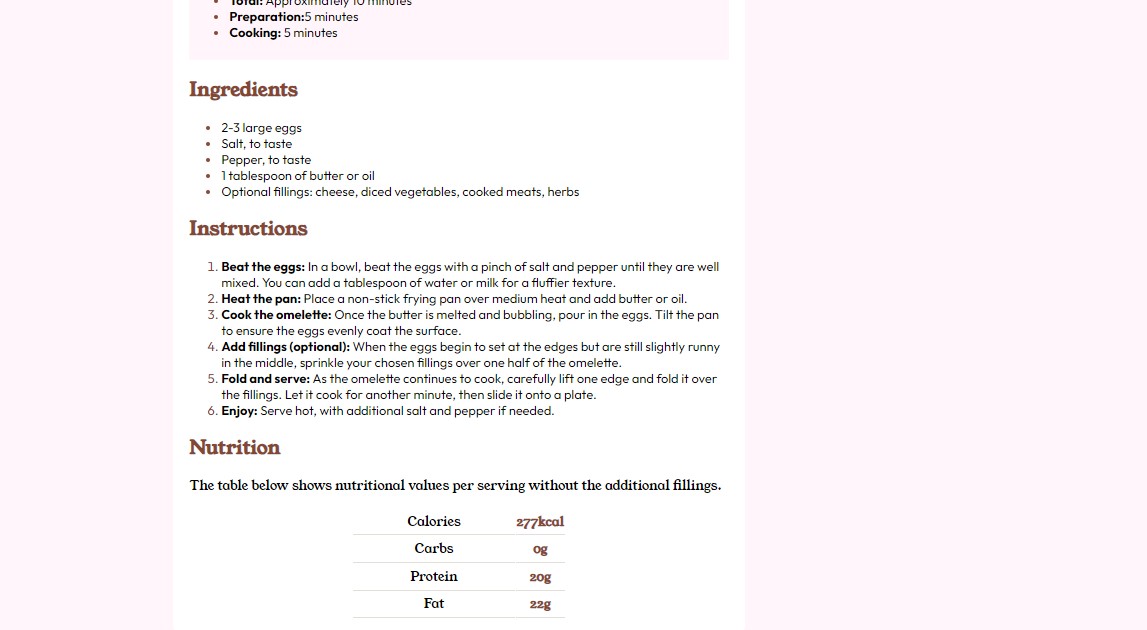 Total: Approximately 10 minutes
Preparation:5 minutes
Cooking: 5 minutes
Ingredients
2-3 large eggs
Salt, to taste
Pepper, to taste
1 tablespoon of butter or oil
Optional fillings: cheese, diced vegetables, cooked meats, herbs
Instructions
1. Beat the eggs: In a bowl, beat the eggs with a pinch of salt and pepper until they are well
mixed. You can add a tablespoon of water or milk for a fluffier texture.
2. Heat the pan: Place a non-stick frying pan over medium heat and add butter or oil.
3. Cook the omelette: Once the butter is melted and bubbling, pour in the eggs. Tilt the pan
to ensure the eggs evenly coat the surface.
4. Add fillings (optional): When the eggs begin to set at the edges but are still slightly runny
in the middle, sprinkle your chosen fillings over one half of the omelette.
5. Fold and serve: As the omelette continues to cook, carefully lift one edge and fold it over
the fillings. Let it cook for another minute, then slide it onto a plate.
6. Enjoy: Serve hot, with additional salt and pepper if needed.
Nutrition
The table below shows nutritional values per serving without the additional fillings.
Calories 277kcal
Carbs 0g
Protein 20g
Fat 22g